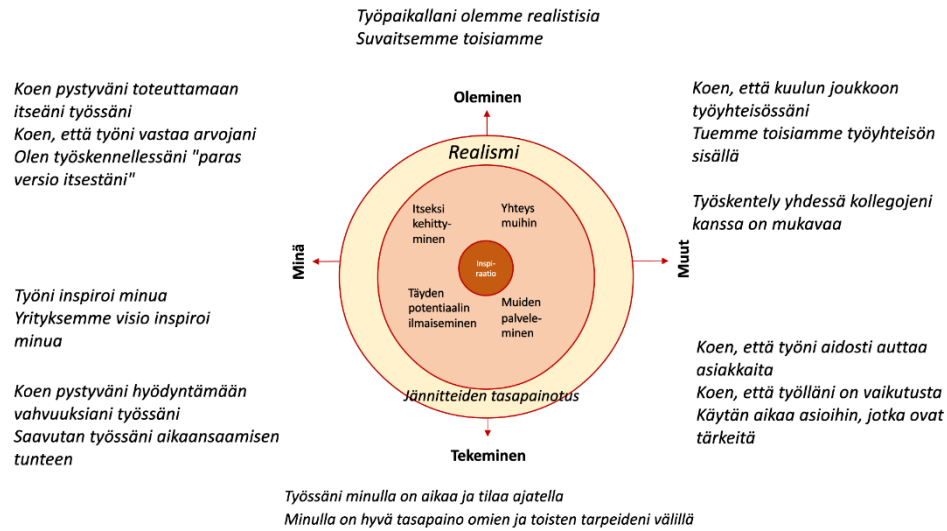 Työpaikallani olemme realistisia
Suvaitsemme toisiamme
Koen pystyväni toteuttamaan
itseäni työssäni
Koen, että työni vastaa arvojani
Olen työskennellessäni "paras
versio itsestäni"
Oleminen
Koen, että kuulun joukkoon
työyhteisössäni
Tuemme toisiamme työyhteisön
sisällä
Työskentely yhdessä kollegojeni
kanssa on mukavaa
Realismi
Itseksi
kehitty-
minen
Yhteys
muihin
Minä
Inspi-
raatio
Muut
Täyden
potentiaalin
ilmaiseminen
Muiden
palvele-
minen
Jännitteiden tasapainotus
Tekeminen
Työni inspiroi minua
Yrityksemme visio inspiroi
minua
Koen pystyväni hyödyntämään
vahvuuksiani työssäni
Saavutan työssäni aikaansaamisen
tunteen
Koen, että työni aidosti auttaa
asiakkaita
Koen, että työlläni on vaikutusta
Käytän aikaa asioihin, jotka ovat
tärkeitä
Työssäni minulla on aikaa ja tilaa ajatella
Minulla on hyvä tasapaino omien ja toisten tarpeideni välillä